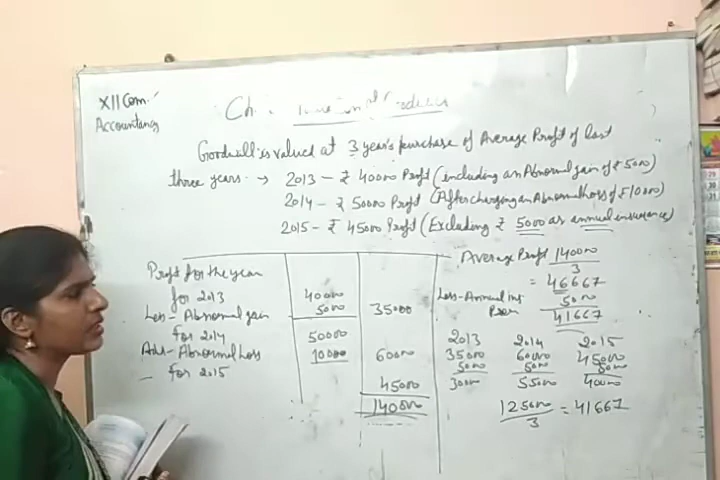 XII Com.
Accountancy
Ch.
Goodwill is valued at 3 year's purchase of Average Profit of last
three years → 2013 - ₹ 40000 Profit (including an Abnormal gain of ₹ 5000)
2014 - ₹ 50000 Profit (After charging an Abnormal loss of ₹ 10000)
2015 - ₹ 45000 Profit (Excluding ₹ 5000 as annual insurance)
Profit for the year
for 2013 40000
Less - Abnormal gain 5000 35000
for 2014 50000
Add - Abnormal Loss 10000 60000
- for 2015 45000
140000
Average Profit 140000
3
= 46667
Less - Annual ins 5000
Prem 41667
2013 2014 2015
35000 60000 45000
5000 5000 5000
30000 55000 40000
125000 = 41667
3